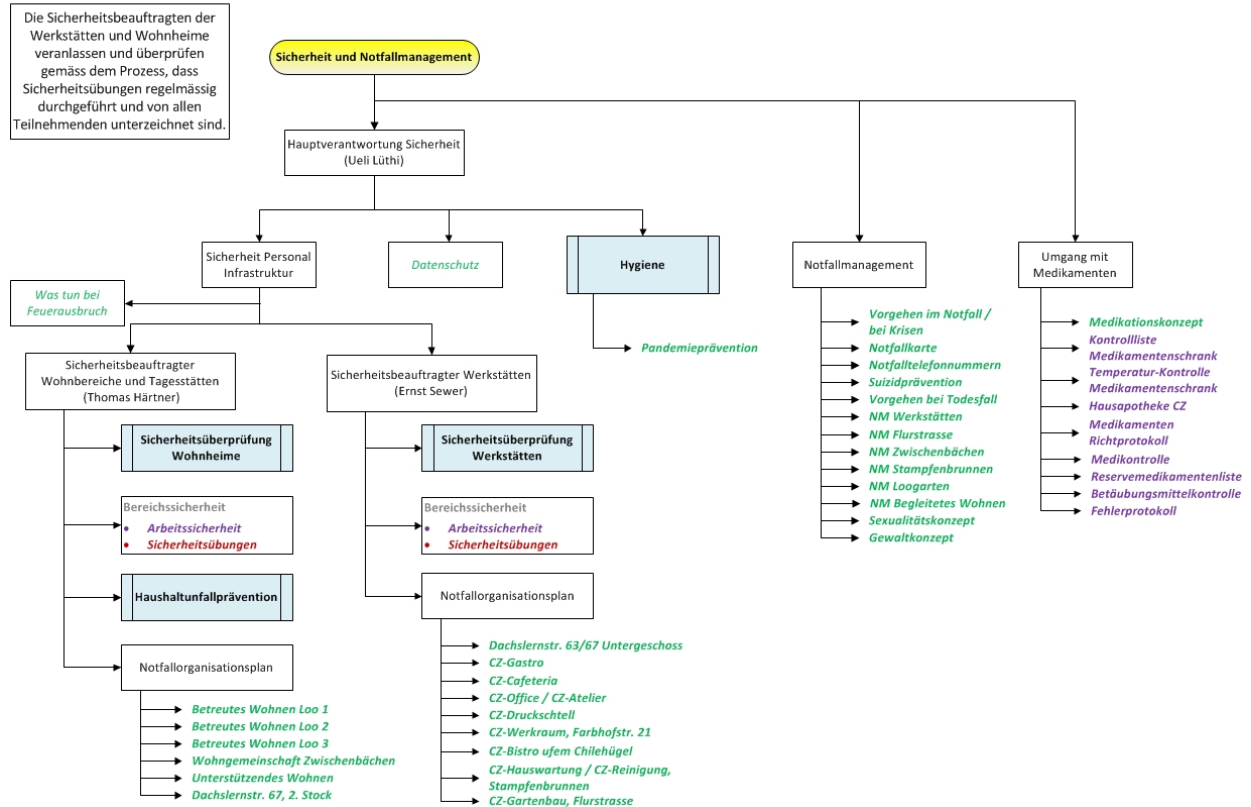 Die Sicherheitsbeauftragten der
Werkstätten und Wohnheime
veranlassen und überprüfen
gemäss dem Prozess, dass
Sicherheitsübungen regelmässig
durchgeführt und von allen
Teilnehmenden unterzeichnet sind.
Sicherheit und Notfallmanagement
Hauptverantwortung Sicherheit
(Ueli Lüthi)
Sicherheit Personal
Infrastruktur
Datenschutz
Hygiene
Notfallmanagement
Umgang mit
Medikamenten
Was tun bei
Feuerausbruch
Pandemieprävention
Sicherheitsbeauftragter
Wohnbereiche und Tagesstätten
(Thomas Härtner)
Sicherheitsüberprüfung
Wohnheime
Bereichssicherheit
• Arbeitssicherheit
• Sicherheitsübungen
Haushaltunfallprävention
Notfallorganisationsplan
Betreutes Wohnen Loo 1
Betreutes Wohnen Loo 2
Betreutes Wohnen Loo 3
Wohngemeinschaft Zwischenbächen
Unterstützendes Wohnen
Dachslernstr. 67, 2. Stock
Sicherheitsbeauftragter Werkstätten
(Ernst Sewer)
Sicherheitsüberprüfung
Werkstätten
Bereichssicherheit
• Arbeitssicherheit
• Sicherheitsübungen
Notfallorganisationsplan
Dachslernstr. 63/67 Untergeschoss
CZ-Gastro
CZ-Cafeteria
CZ-Office / CZ-Atelier
CZ-Druckschtell
CZ-Werkraum, Farbhofstr. 21
CZ-Bistro ufem Chilehügel
CZ-Hauswartung / CZ-Reinigung,
Stampfenbrunnen
CZ-Gartenbau, Flurstrasse
Vorgehen im Notfall /
bei Krisen
Notfallkarte
Notfalltelefonnummern
Suizidprävention
Vorgehen bei Todesfall
NM Werkstätten
NM Flurstrasse
NM Zwischenbächen
NM Stampfenbrunnen
NM Loogarten
NM Begleitetes Wohnen
Sexualitätskonzept
Gewaltkonzept
Medikationskonzept
Kontrollliste
Medikamentenschrank
Temperatur-Kontrolle
Medikamentenschrank
Hausapotheke CZ
Medikamenten
Richtprotokoll
Medikontrolle
Reservemedikamentenliste
Betäubungsmittelkontrolle
Fehlerprotokoll